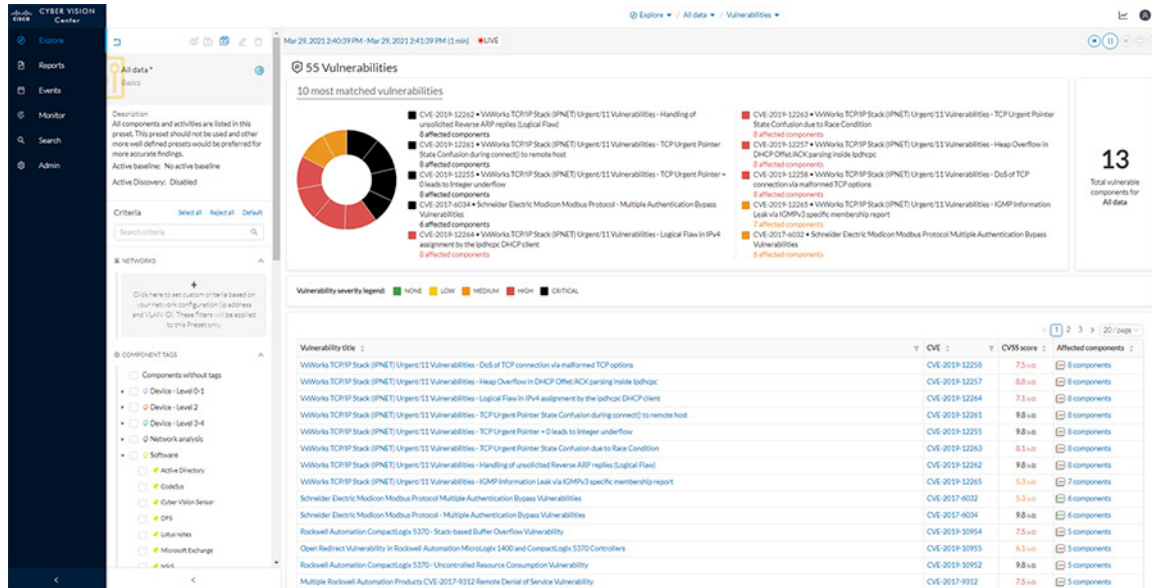 CYBER VISION
Center
cisco
Explore
Reports
Events
Monitor
Search
Admin
Explore / All data / Vulnerabilities
All data *
Basics
Description:
All components and activities are listed in this
preset. This preset should not be used and other
more well defined presets would be preferred for
more accurate findings.
Active baseline: No active baseline
Active Discovery: Disabled
Criteria Select all Reject all Default
Search criteria
NETWORKS
+
Click here to set custom criteria based on
your network configuration (ip address
and VLAN ID). These filters will be applied
to this Preset only
COMPONENT TAGS
Components without tags
Device - Level 0-1
Device - Level 2
Device - Level 3-4
Network analysis
Software
Active Directory
CodeSys
Cyber Vision Sensor
DFS
Lotus notes
Microsoft Exchange
Mar 29, 2021 2:40:39 PM - Mar 29, 2021 2:41:39 PM (1 min) LIVE
55 Vulnerabilities
10 most matched vulnerabilities
CVE-2019-12262 • VxWorks TCP/IP Stack (IPNET) Urgent/11 Vulnerabilities - Handling of
unsolicited Reverse ARP replies (Logical Flaw)
8 affected components
CVE-2019-12261 • VxWorks TCP/IP Stack (IPNET) Urgent/11 Vulnerabilities - TCP Urgent Pointer
State Confusion during connect() to remote host
8 affected components
CVE-2019-12255 • VxWorks TCP/IP Stack (IPNET) Urgent/11 Vulnerabilities - TCP Urgent Pointer =
0 leads to Integer underflow
8 affected components
CVE-2017-6034 • Schneider Electric Modicon Modbus Protocol - Multiple Authentication Bypass
Vulnerabilities
6 affected components
CVE-2019-12264 • VxWorks TCP/IP Stack (IPNET) Urgent/11 Vulnerabilities - Logical Flaw in IPv4
assignment by the ipdhcpc DHCP client
8 affected components
CVE-2019-12263 • VxWorks TCP/IP Stack (IPNET) Urgent/11 Vulnerabilities - TCP Urgent Pointer
State Confusion due to Race Condition
8 affected components
CVE-2019-12257 • VxWorks TCP/IP Stack (IPNET) Urgent/11 Vulnerabilities - Heap Overflow in
DHCP Offer/ACK parsing inside ipdhcpc
8 affected components
CVE-2019-12258 • VxWorks TCP/IP Stack (IPNET) Urgent/11 Vulnerabilities - DoS of TCP
connection via malformed TCP options
8 affected components
CVE-2019-12265 • VxWorks TCP/IP Stack (IPNET) Urgent/11 Vulnerabilities - IGMP Information
Leak via IGMPv3 specific membership report
7 affected components
CVE-2017-6032 • Schneider Electric Modicon Modbus Protocol Multiple Authentication Bypass
Vulnerabilities
6 affected components
13
Total vulnerable
components for
All data
Vulnerability severity legend: NONE LOW MEDIUM HIGH CRITICAL
< 1 2 3 > 20 / page
Vulnerability title CVE CVSS score Affected components
VxWorks TCP/IP Stack (IPNET) Urgent/11 Vulnerabilities - DoS of TCP connection via malformed TCP options CVE-2019-12258 7.5 8 components
VxWorks TCP/IP Stack (IPNET) Urgent/11 Vulnerabilities - Heap Overflow in DHCP Offer/ACK parsing inside ipdhcpc CVE-2019-12257 8.8 8 components
VxWorks TCP/IP Stack (IPNET) Urgent/11 Vulnerabilities - Logical Flaw in IPv4 assignment by the ipdhcpc DHCP client CVE-2019-12264 7.1 8 components
VxWorks TCP/IP Stack (IPNET) Urgent/11 Vulnerabilities - TCP Urgent Pointer State Confusion during connect() to remote host CVE-2019-12261 9.8 8 components
VxWorks TCP/IP Stack (IPNET) Urgent/11 Vulnerabilities - TCP Urgent Pointer = 0 leads to Integer underflow CVE-2019-12255 9.8 8 components
VxWorks TCP/IP Stack (IPNET) Urgent/11 Vulnerabilities - TCP Urgent Pointer State Confusion due to Race Condition CVE-2019-12263 8.1 8 components
VxWorks TCP/IP Stack (IPNET) Urgent/11 Vulnerabilities - Handling of unsolicited Reverse ARP replies (Logical Flaw) CVE-2019-12262 9.8 8 components
VxWorks TCP/IP Stack (IPNET) Urgent/11 Vulnerabilities - IGMP Information Leak via IGMPv3 specific membership report CVE-2019-12265 5.3 7 components
Schneider Electric Modicon Modbus Protocol Multiple Authentication Bypass Vulnerabilities CVE-2017-6032 5.3 6 components
Schneider Electric Modicon Modbus Protocol - Multiple Authentication Bypass Vulnerabilities CVE-2017-6034 9.8 6 components
Rockwell Automation CompactLogix 5370 - Stack-based Buffer Overflow Vulnerability CVE-2019-10954 7.5 5 components
Open Redirect Vulnerability in Rockwell Automation MicroLogix 1400 and CompactLogix 5370 Controllers CVE-2019-10955 6.1 5 components
Rockwell Automation CompactLogix 5370 - Uncontrolled Resource Consumption Vulnerability CVE-2019-10952 9.8 5 components
Multiple Rockwell Automation Products CVE-2017-9312 Remote Denial of Service Vulnerability CVE-2017-9312 7.5 5 components